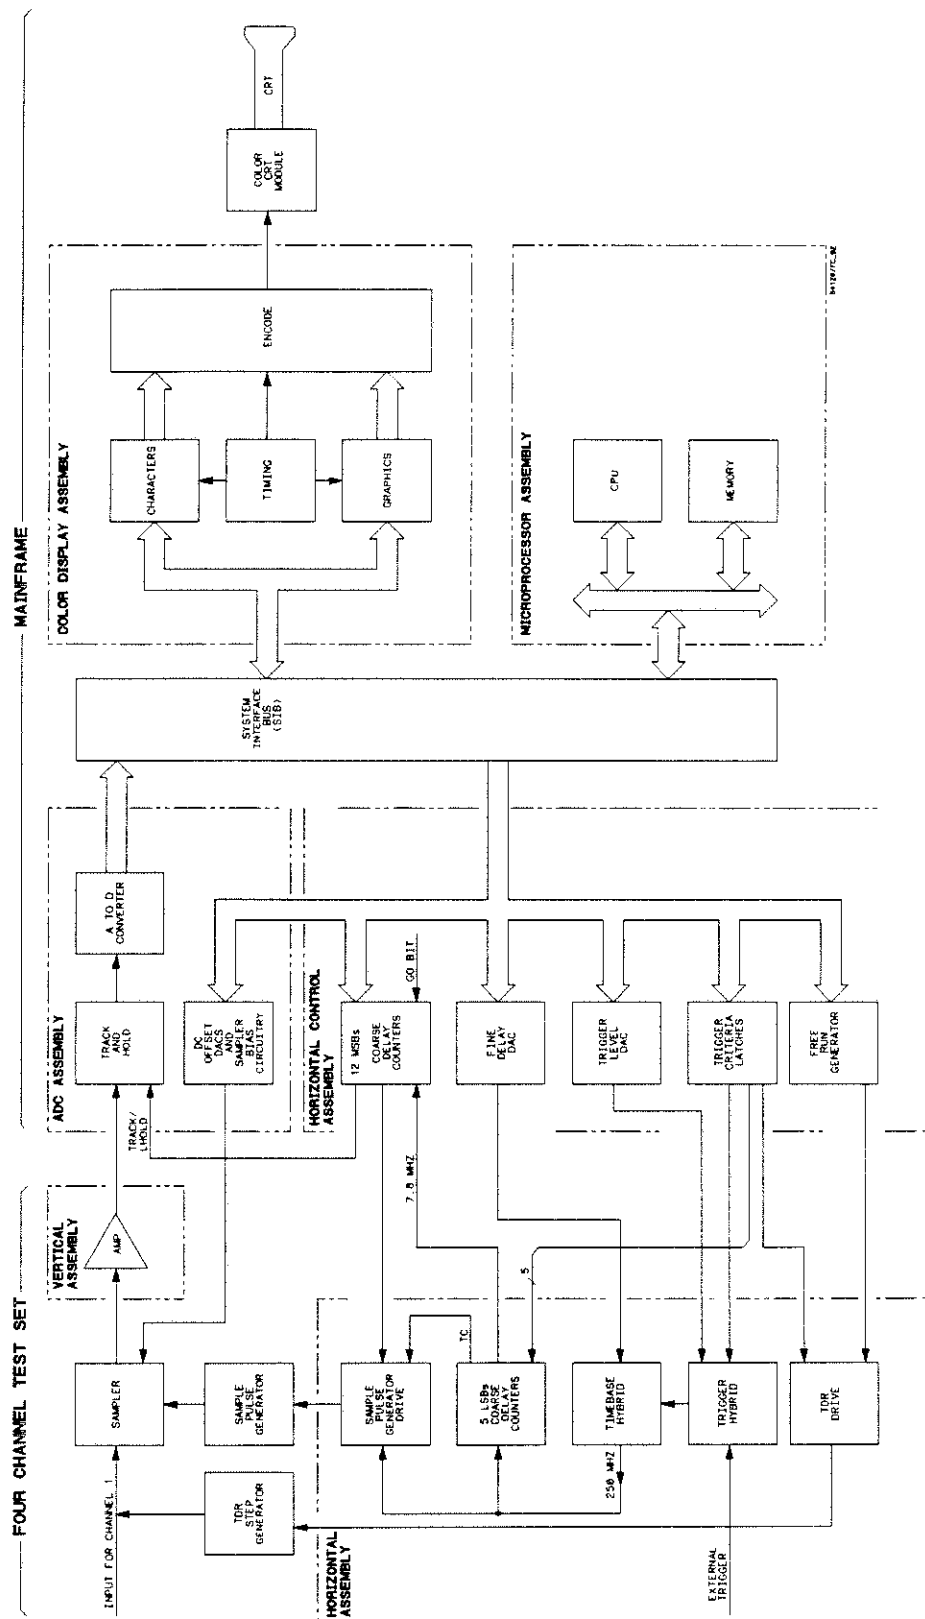 MAINFRAME
FOUR CHANNEL TEST SET
INPUT FOR CHANNEL 1
TDR
STEP
GENERATOR
SAMPLER
SAMPLE
PULSE
GENERATOR
VERTICAL
ASSEMBLY
AMP
ADC ASSEMBLY
TRACK/
LHOLD
TRACK
AND
HOLD
A TO D
CONVERTER
DC
OFFSET
DACS
AND
SAMPLER
BIAS
CIRCUITRY
HORIZONTAL
ASSEMBLY
SAMPLE
PULSE
GENERATOR
DRIVE
TC
5 LSBs
COARSE
DELAY
COUNTERS
TIMEBASE
HYBRID
250 MHZ
TRIGGER
HYBRID
TDR
DRIVE
EXTERNAL
TRIGGER
5
7.8 MHZ
HORIZONTAL CONTROL
ASSEMBLY
12 MSBs
COARSE
DELAY
COUNTERS
GO BIT
FINE
DELAY
DAC
TRIGGER
LEVEL
DAC
TRIGGER
CRITERIA
LATCHES
FREE
RUN
GENERATOR
SYSTEM
INTERFACE
BUS
(SIB)
COLOR DISPLAY ASSEMBLY
CHARACTERS
TIMING
GRAPHICS
ENCODE
COLOR
CRT
MODULE
CRT
MICROPROCESSOR ASSEMBLY
CPU
MEMORY